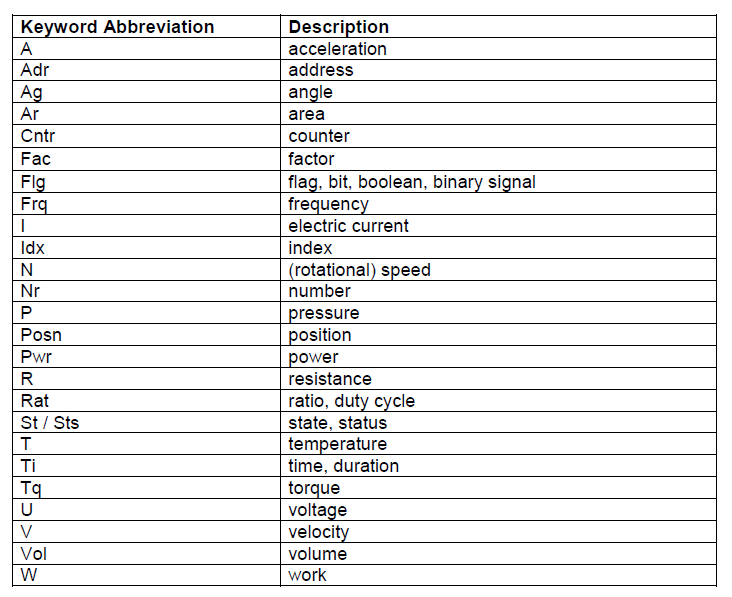 Keyword Abbreviation Description
A acceleration
Adr address
Ag angle
Ar area
Cntr counter
Fac factor
Flg flag, bit, boolean, binary signal
Frq frequency
I electric current
Idx index
N (rotational) speed
Nr number
P pressure
Posn position
Pwr power
R resistance
Rat ratio, duty cycle
St / Sts state, status
T temperature
Ti time, duration
Tq torque
U voltage
V velocity
Vol volume
W work